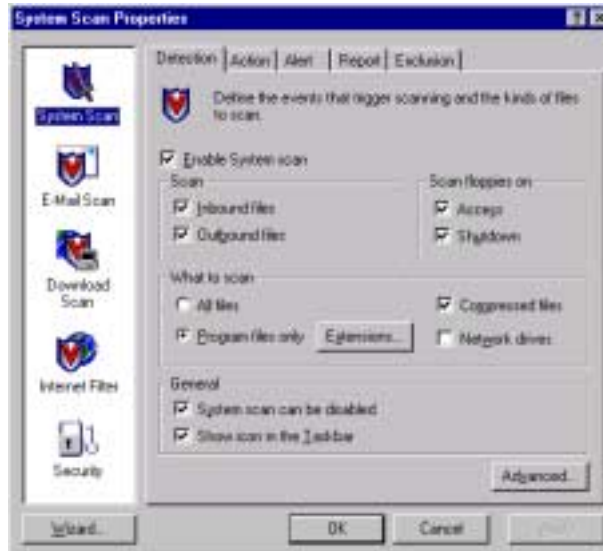 System Scan Properties
System Scan
E-Mail Scan
Download
Scan
Internet Filter
Security
Detection Action Alert Report Exclusion
Define the events that trigger scanning and the kinds of files
to scan.
Enable System scan
Scan
Inbound files
Outbound files
Scan floppies on
Access
Shutdown
What to scan
All files
Program files only
Extensions...
Compressed files
Network drives
General
System scan can be disabled
Show icon in the Taskbar
Advanced...
Wizard...
OK
Cancel